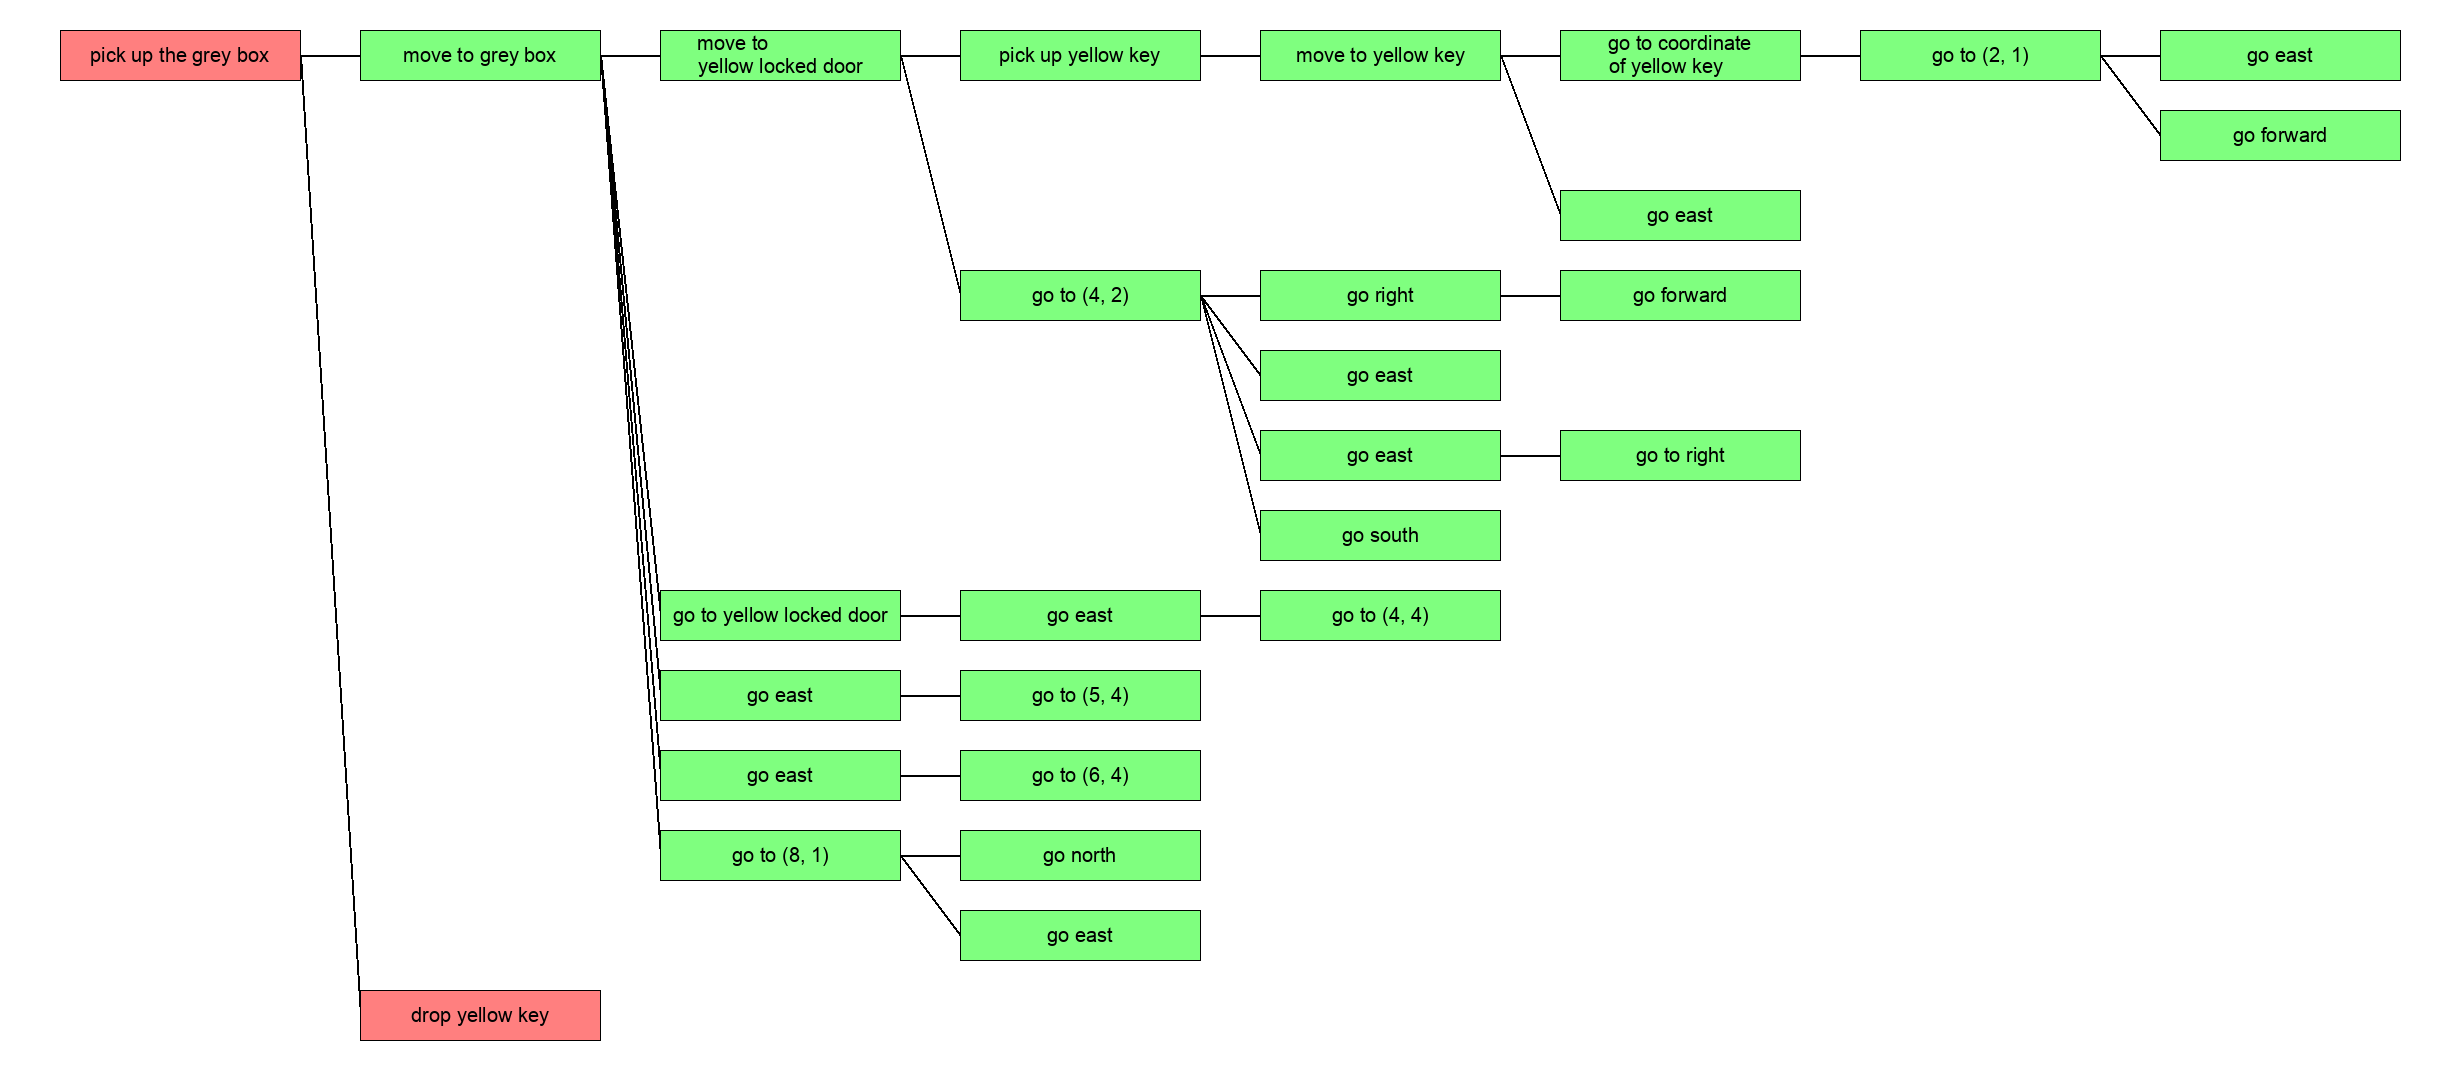 pick up the grey box
move to grey box
move to
yellow locked door
pick up yellow key
move to yellow key
go to coordinate
of yellow key
go to (2, 1)
go east
go forward
go east
go to (4, 2)
go right
go forward
go east
go east
go to right
go south
go to yellow locked door
go east
go to (4, 4)
go east
go to (5, 4)
go east
go to (6, 4)
go to (8, 1)
go north
go east
drop yellow key